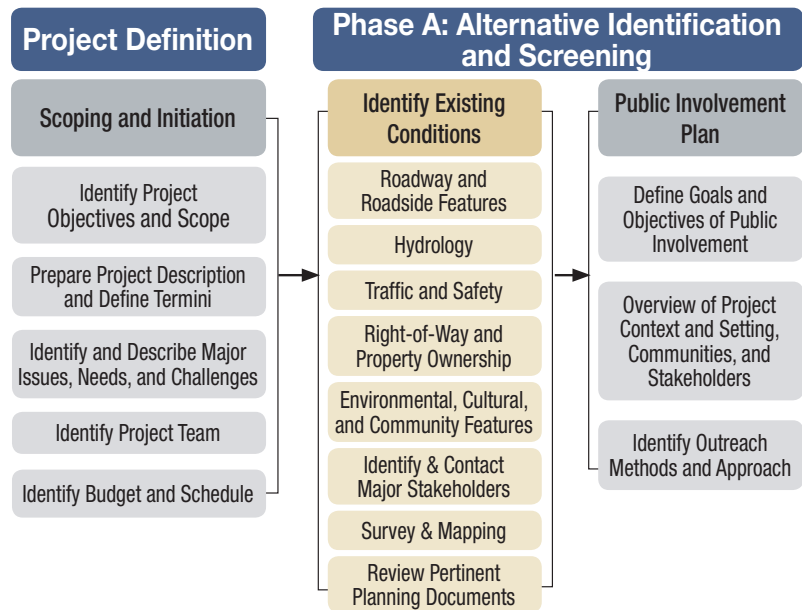 Project Definition
Scoping and Initiation
Identify Project
Objectives and Scope
Prepare Project Description
and Define Termini
Identify and Describe Major
Issues, Needs, and Challenges
Identify Project Team
Identify Budget and Schedule
Phase A: Alternative Identification
and Screening
Identify Existing
Conditions
Roadway and
Roadside Features
Hydrology
Traffic and Safety
Right-of-Way and
Property Ownership
Environmental, Cultural,
and Community Features
Identify & Contact
Major Stakeholders
Survey & Mapping
Review Pertinent
Planning Documents
Public Involvement
Plan
Define Goals and
Objectives of Public
Involvement
Overview of Project
Context and Setting,
Communities, and
Stakeholders
Identify Outreach
Methods and Approach